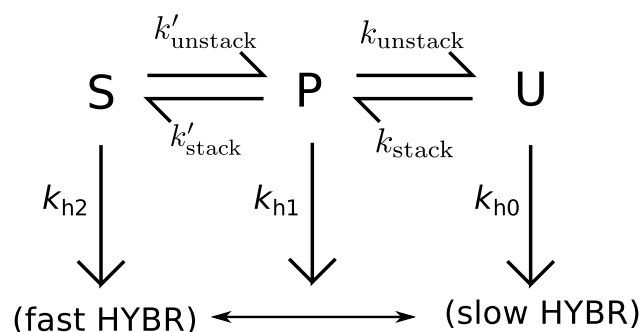 k′unstack kunstack
S P U
k′stack kstack
kh2 kh1 kh0
(fast HYBR) (slow HYBR)